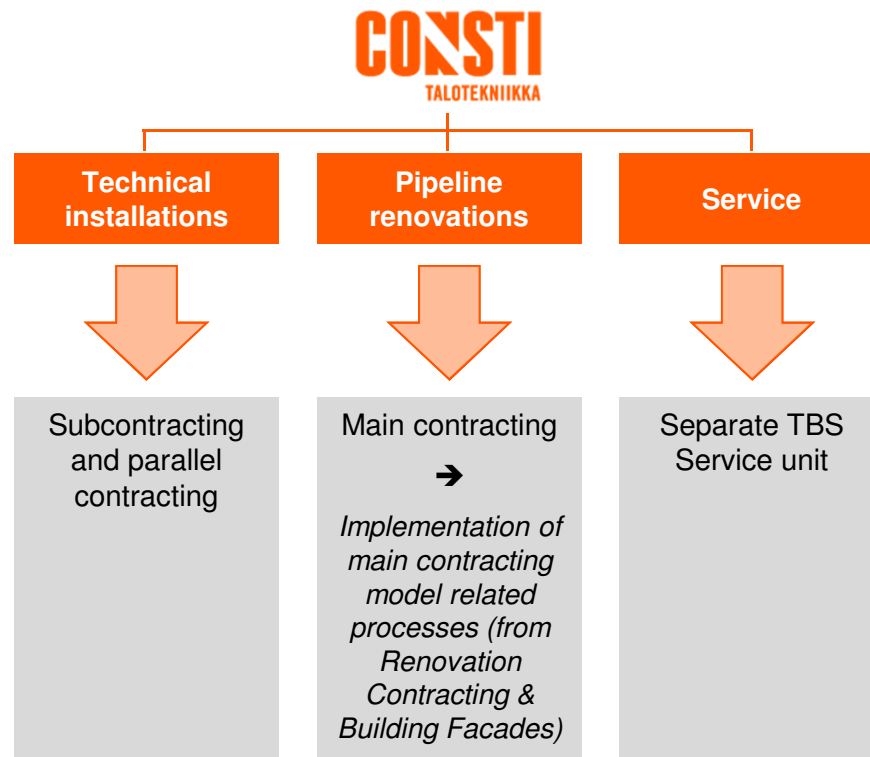 CONSTI
TALOTEKNIIKKA
Technical
installations
Pipeline
renovations
Service
Subcontracting
and parallel
contracting
Main contracting
➔
Implementation of
main contracting
model related
processes (from
Renovation
Contracting &
Building Facades)
Separate TBS
Service unit